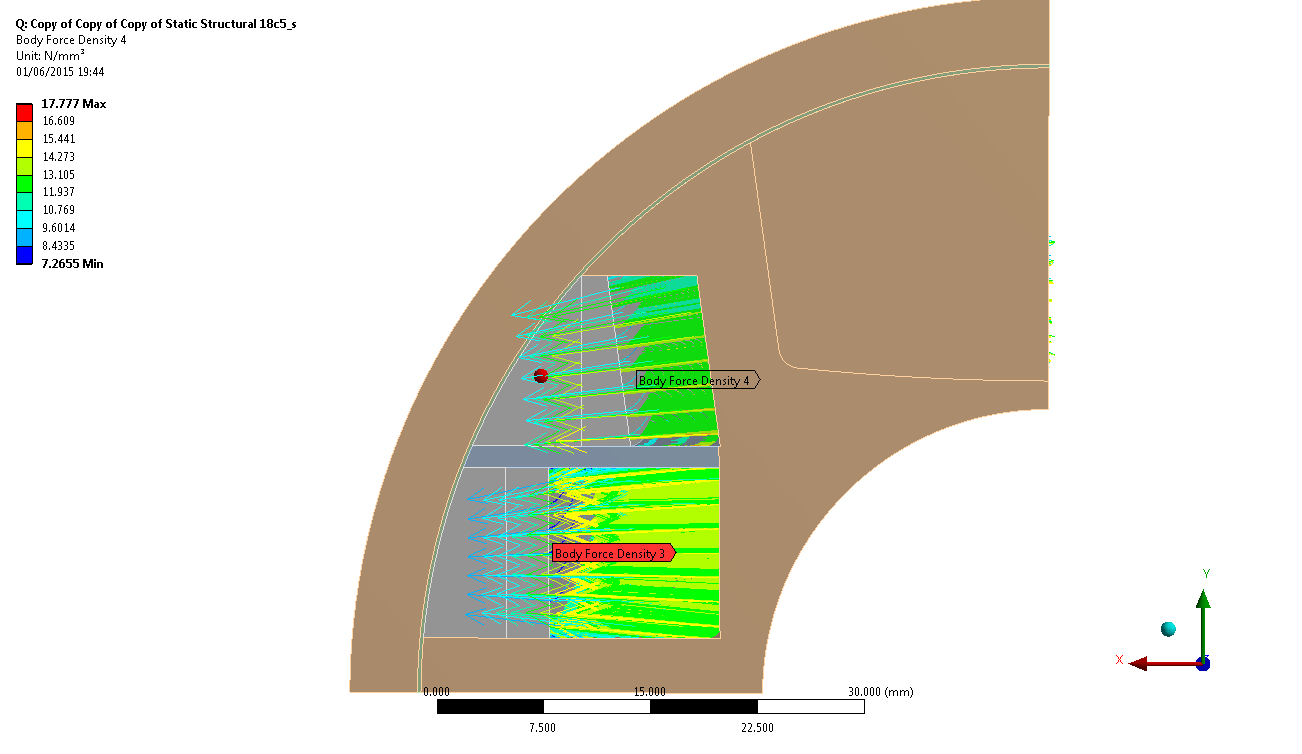 Q: Copy of Copy of Copy of Static Structural 18c5_s
Body Force Density 4
Unit: N/mm³
01/06/2015 19:44
17.777 Max
16.609
15.441
14.273
13.105
11.937
10.769
9.6014
8.4335
7.2655 Min
Body Force Density 4
Body Force Density 3
Y
X
0.000 15.000 30.000 (mm)
7.500 22.500